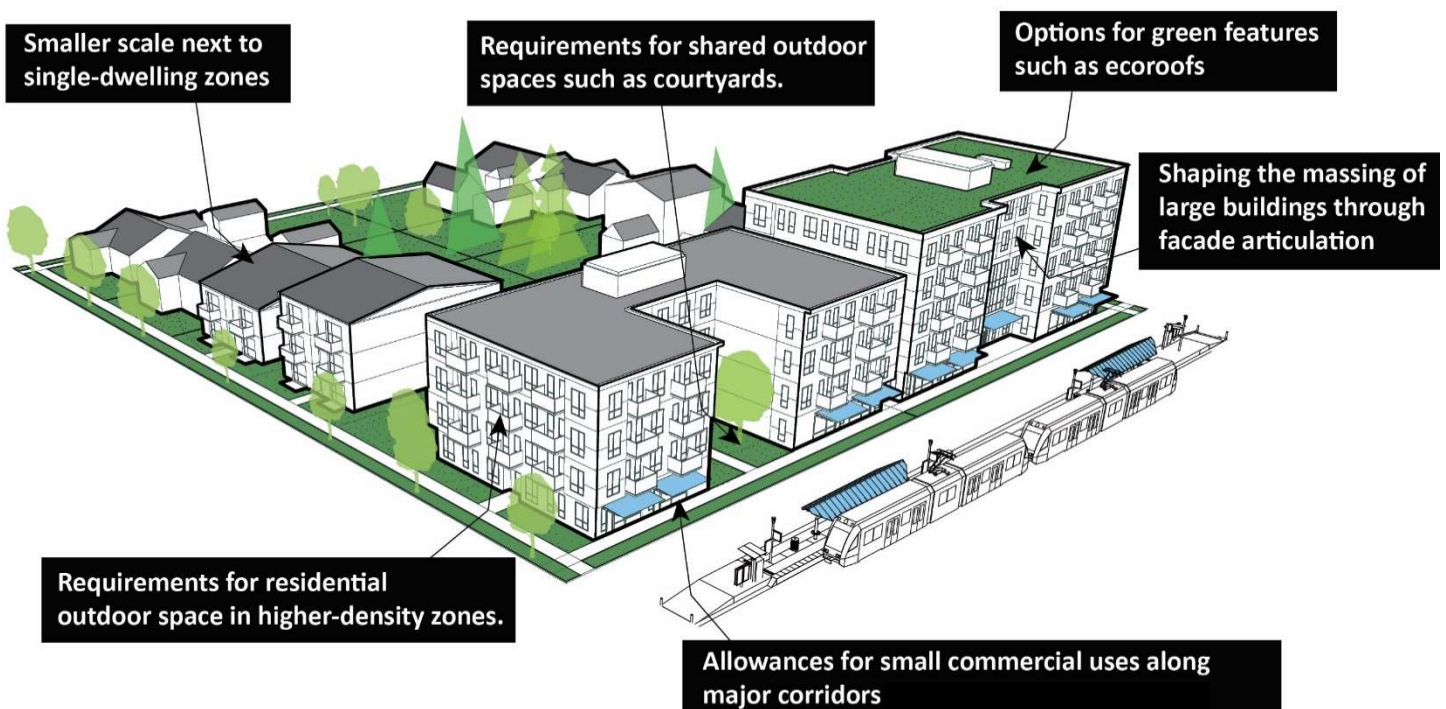 Smaller scale next to
single-dwelling zones
Requirements for shared outdoor
spaces such as courtyards.
Options for green features
such as ecoroofs
Shaping the massing of
large buildings through
facade articulation
Requirements for residential
outdoor space in higher-density zones.
Allowances for small commercial uses along
major corridors